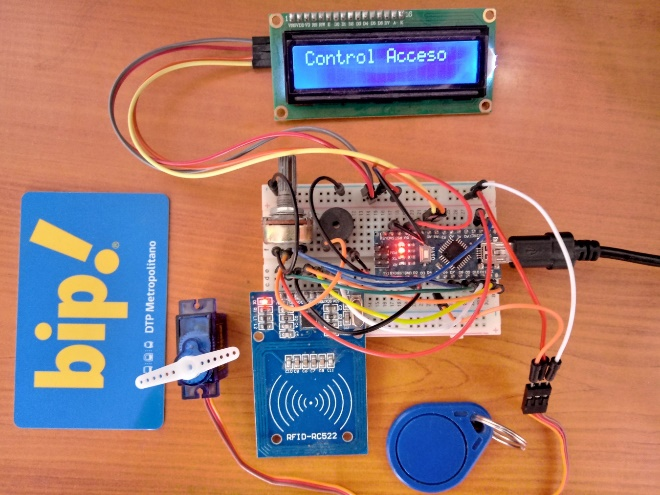 Control Acceso
bip!®
DTP Metropolitano
RFID-RC522